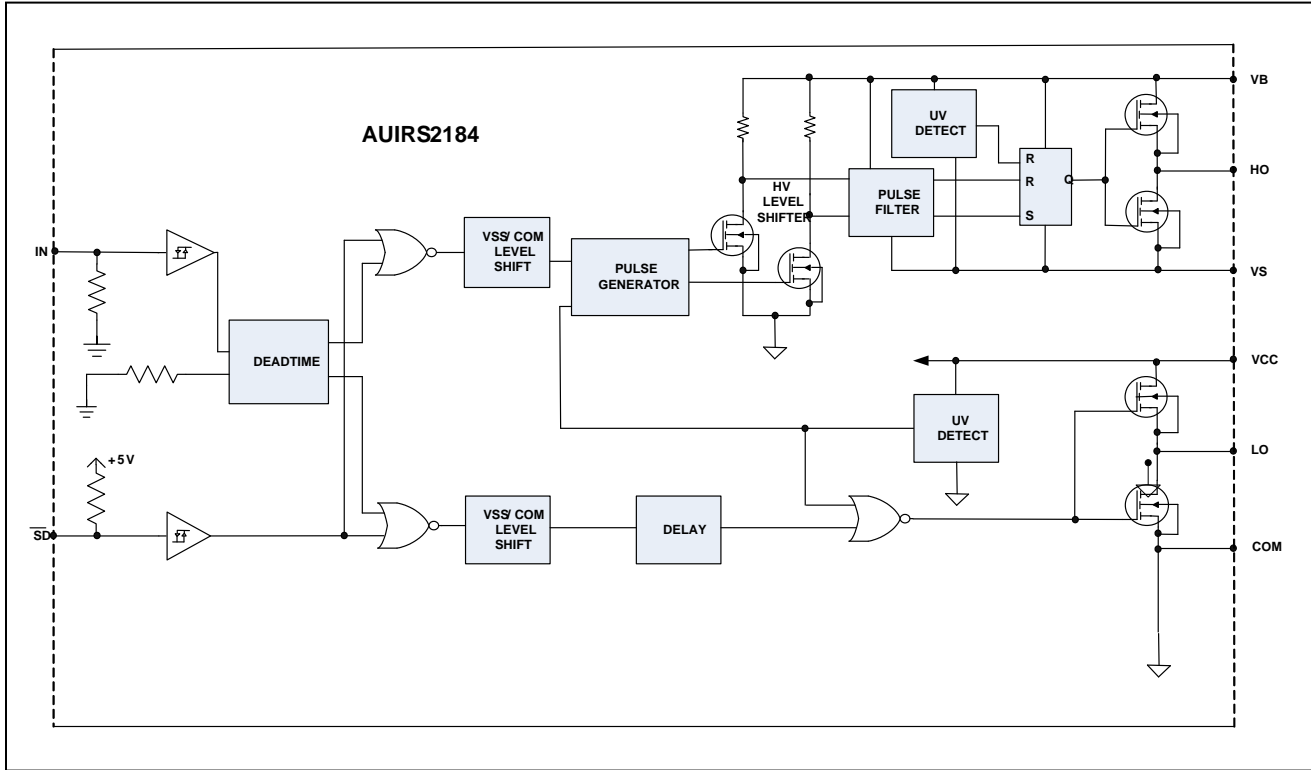 AUIRS2184
VB
UV
DETECT
R
R
S
Q
HO
HV
LEVEL
SHIFTER
PULSE
FILTER
VS
IN
VSS/COM
LEVEL
SHIFT
PULSE
GENERATOR
DEADTIME
VCC
UV
DETECT
LO
+5V
SD
VSS/COM
LEVEL
SHIFT
DELAY
COM